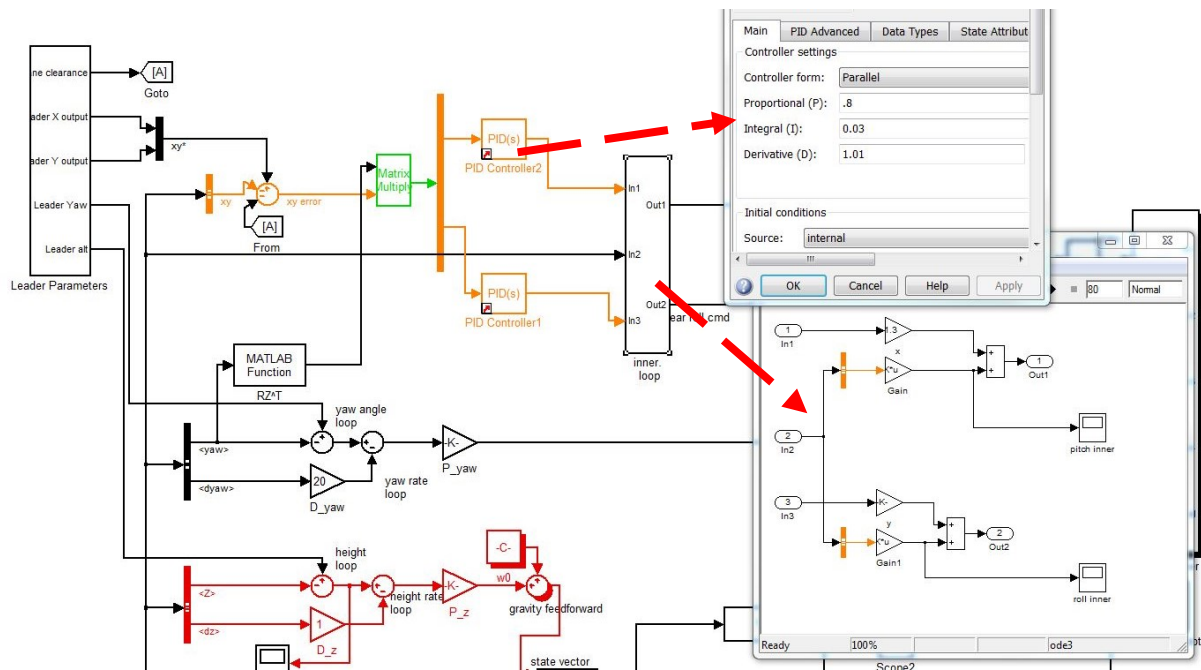 ne clearance
ader X output
ader Y output
Leader Yaw
Leader alt
Leader Parameters
[A]
Goto
xy*
xy
xy error
[A]
From
Matrix
Multiply
PID(s)
PID Controller2
PID(s)
PID Controller1
In1
In2
In3
Out1
Out2
ear roll cmd
inner.
loop
MATLAB
Function
RZ^T
<yaw>
<dyaw>
yaw angle
loop
20
D_yaw
yaw rate
loop
-K-
P_yaw
<Z>
<dz>
height
loop
1
D_z
height rate
loop
-K-
P_z
-C-
w0
gravity feedforward
state vector
Main
PID Advanced
Data Types
State Attribut
Controller settings
Controller form:
Parallel
Proportional (P):
.8
Integral (I):
0.03
Derivative (D):
1.01
Initial conditions
Source:
internal
OK
Cancel
Help
Apply
80
Normal
1
In1
1.3
x
K*u
Gain
1
Out1
2
In2
pitch inner
3
In3
-K-
y
K*u
Gain1
2
Out2
roll inner
Ready
100%
ode3
Scope2